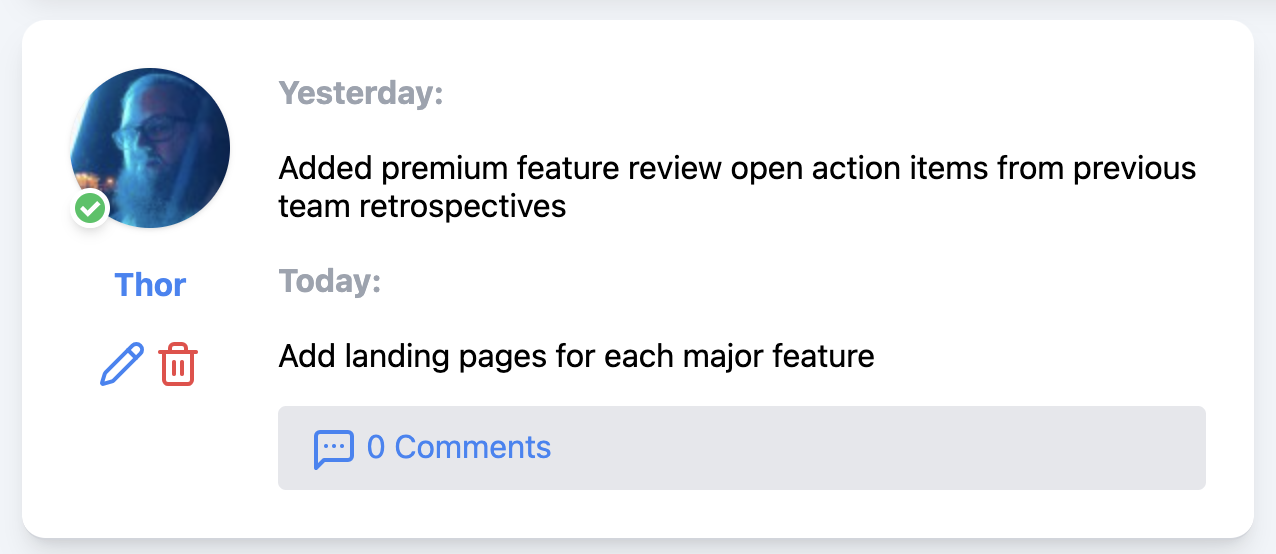 Yesterday:
Added premium feature review open action items from previous
team retrospectives
Thor
Today:
Add landing pages for each major feature
0 Comments